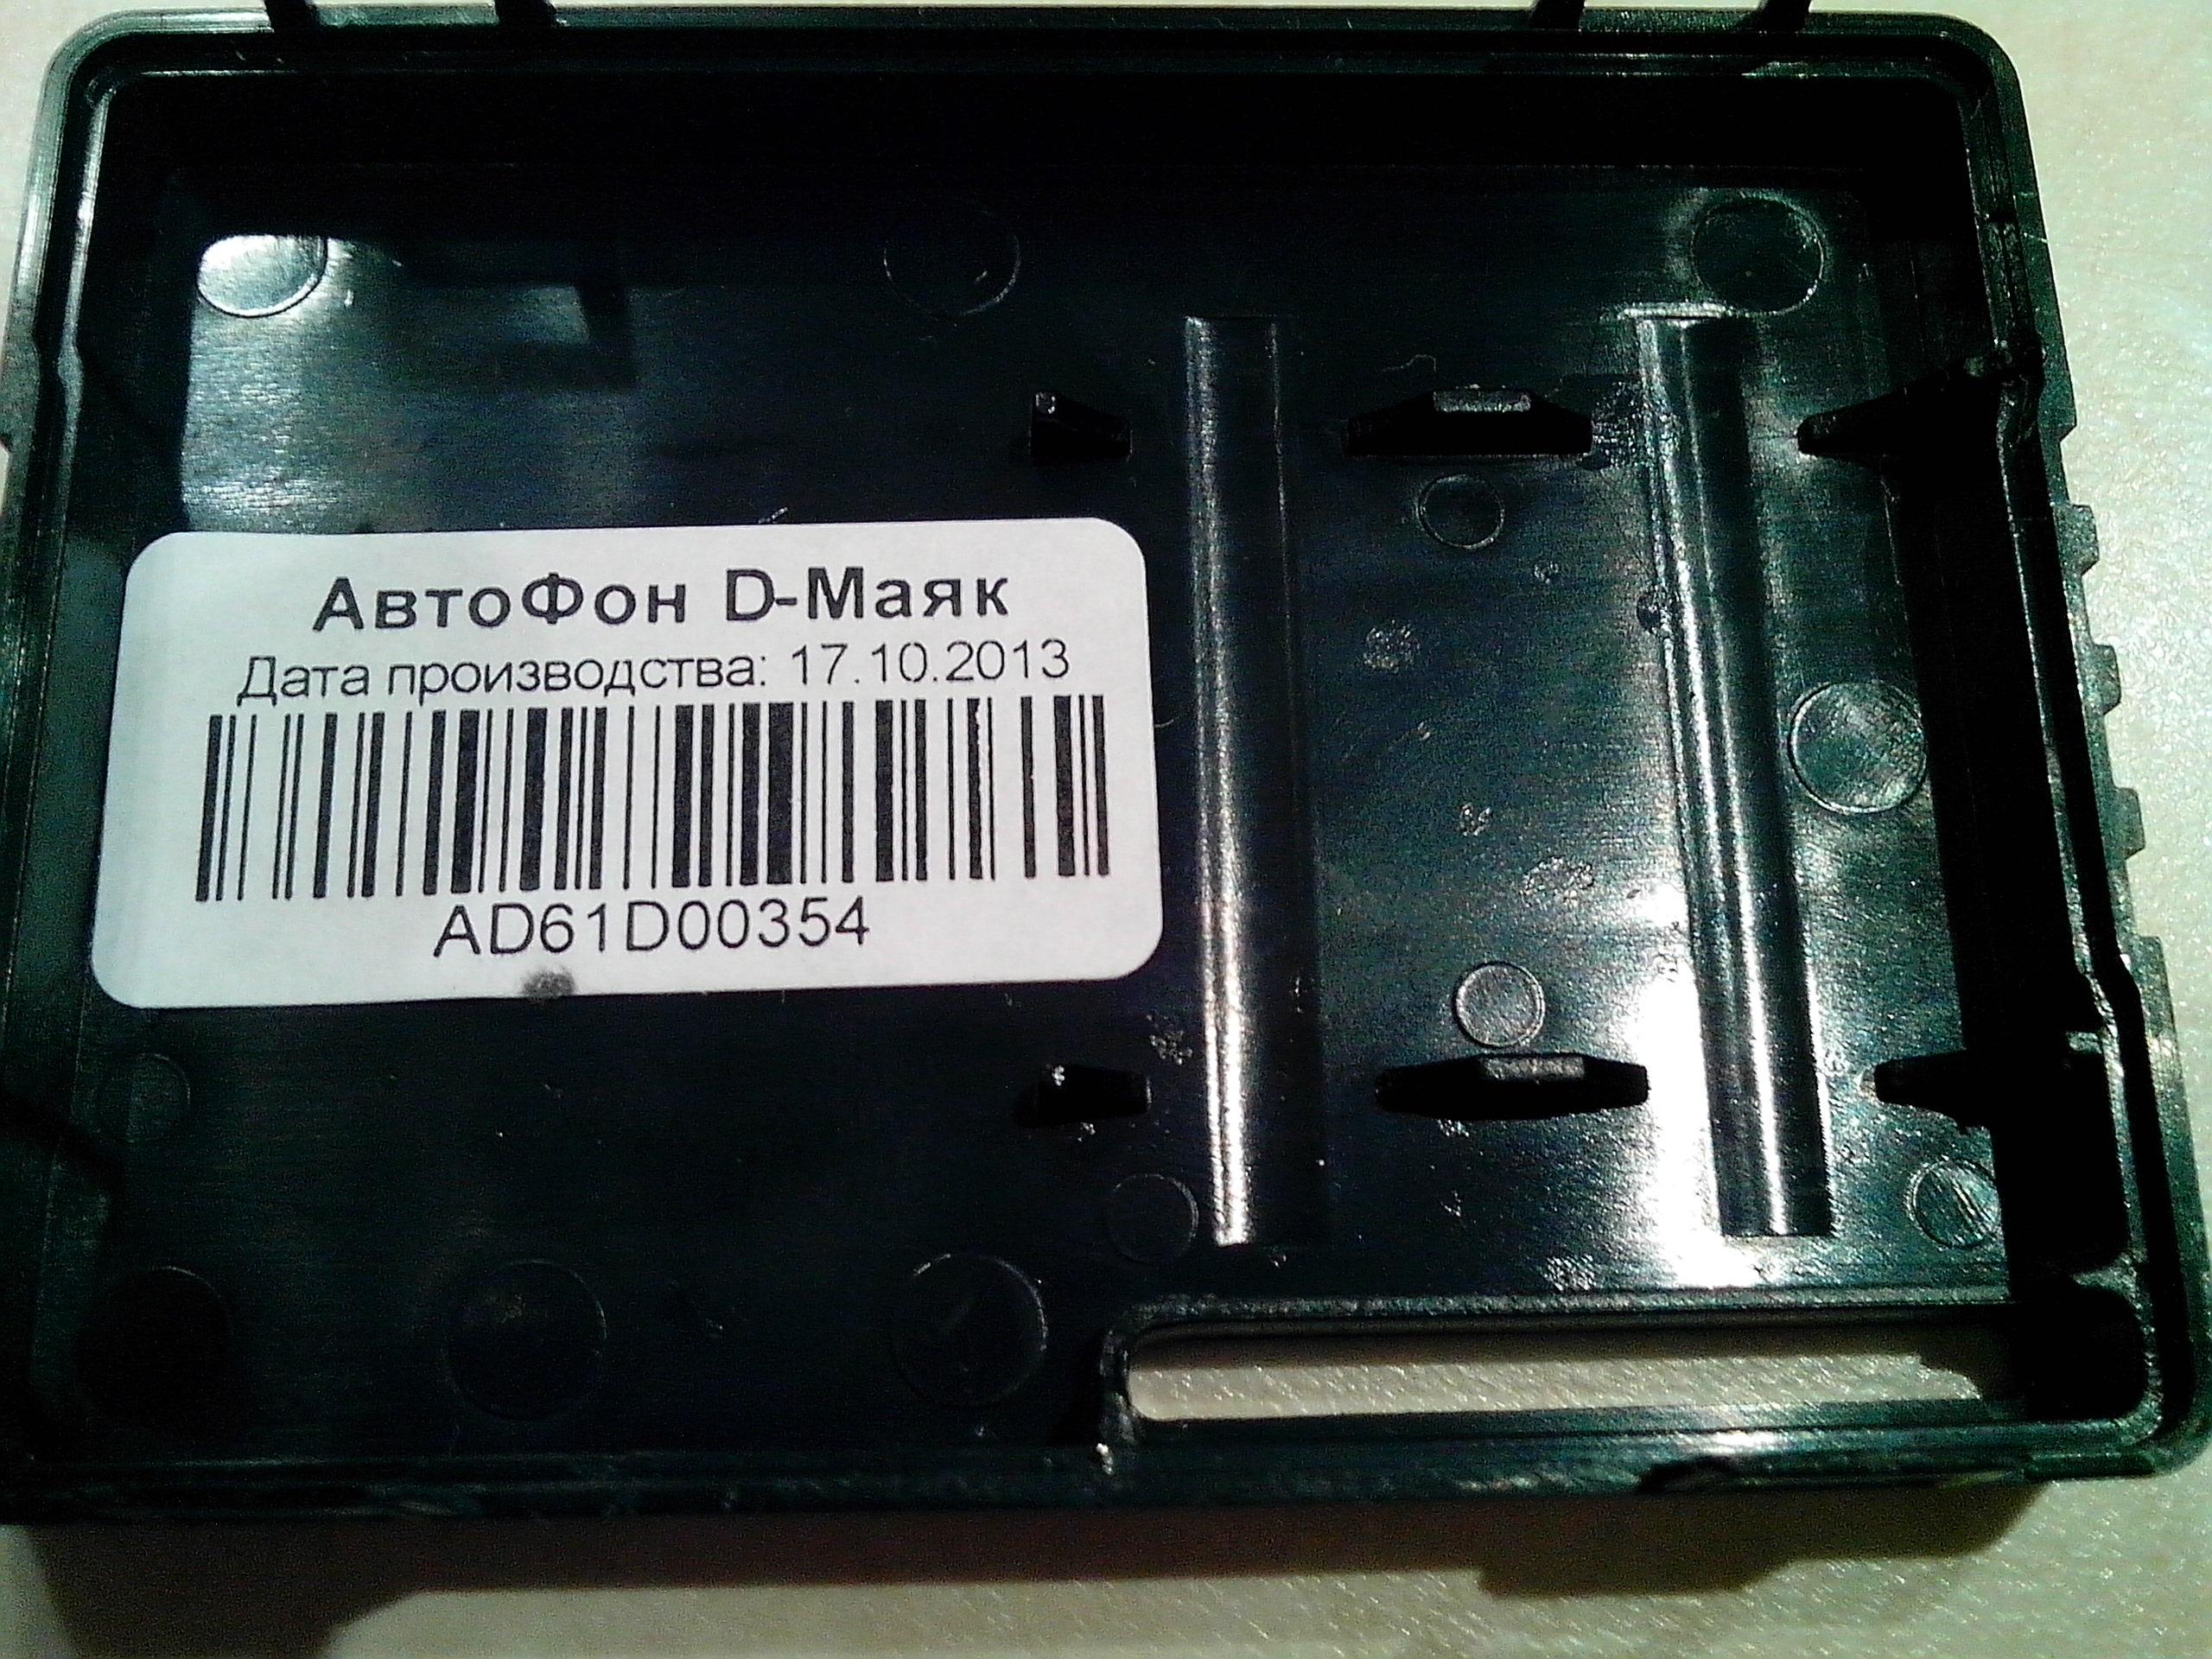 АвтоФон D-Маяк
Дата производства: 17.10.2013
AD61D00354